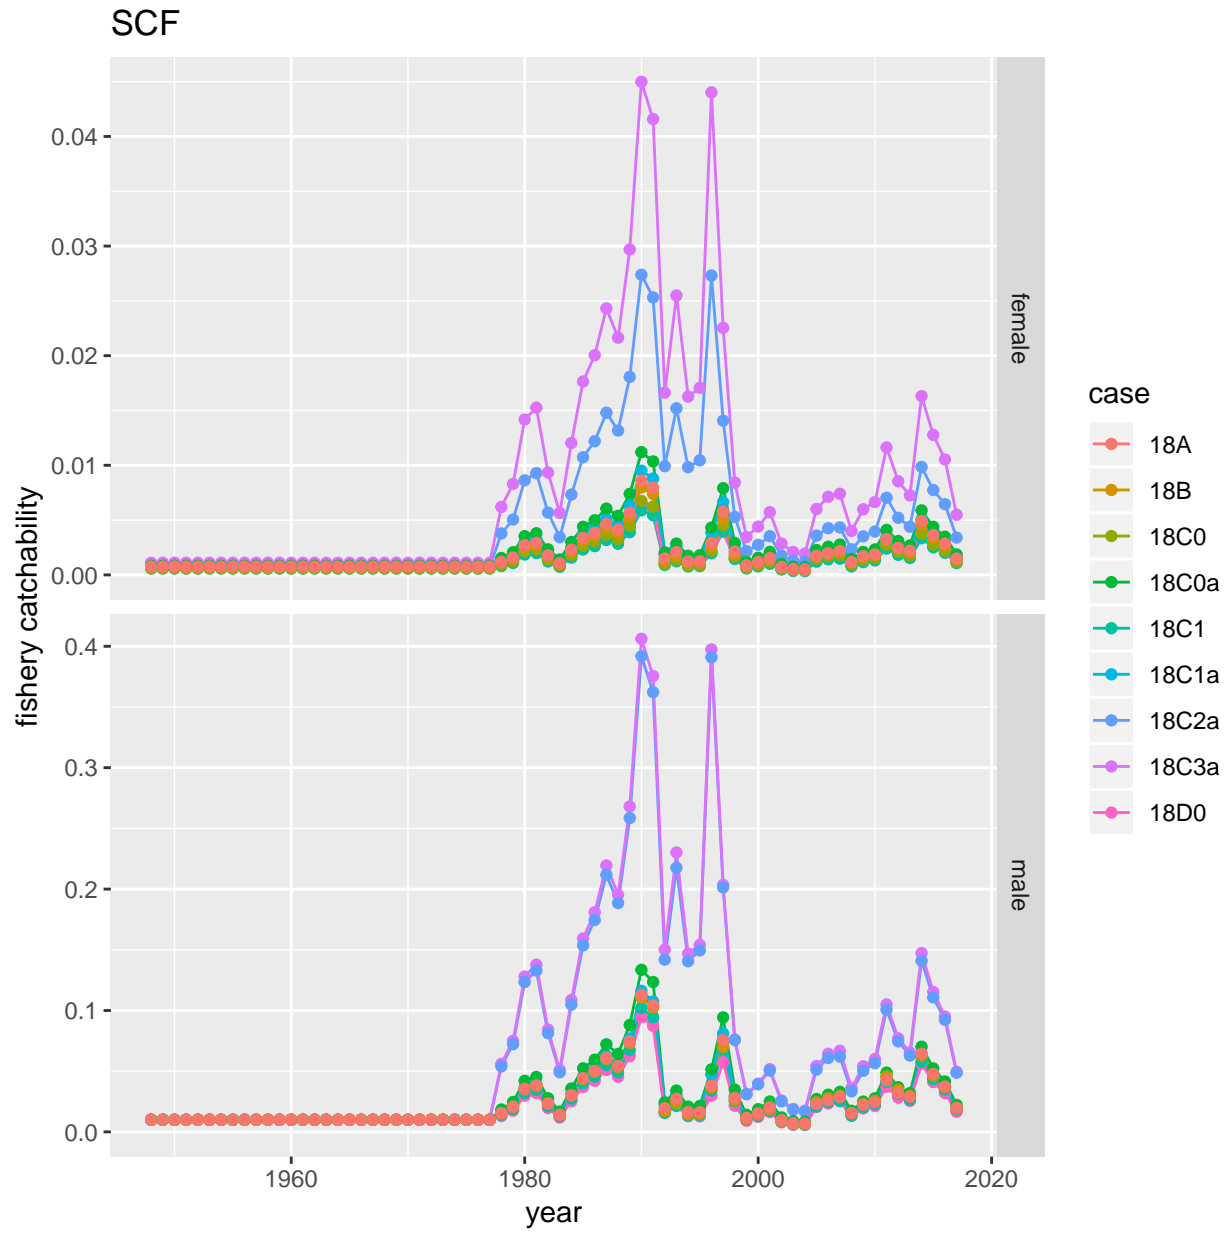 SCF
0.04
0.03
0.02
0.01
0.00
female
0.4
0.3
0.2
0.1
0.0
male
fishery catchability
1960
1980
2000
2020
year
case
18A
18B
18C0
18C0a
18C1
18C1a
18C2a
18C3a
18D0